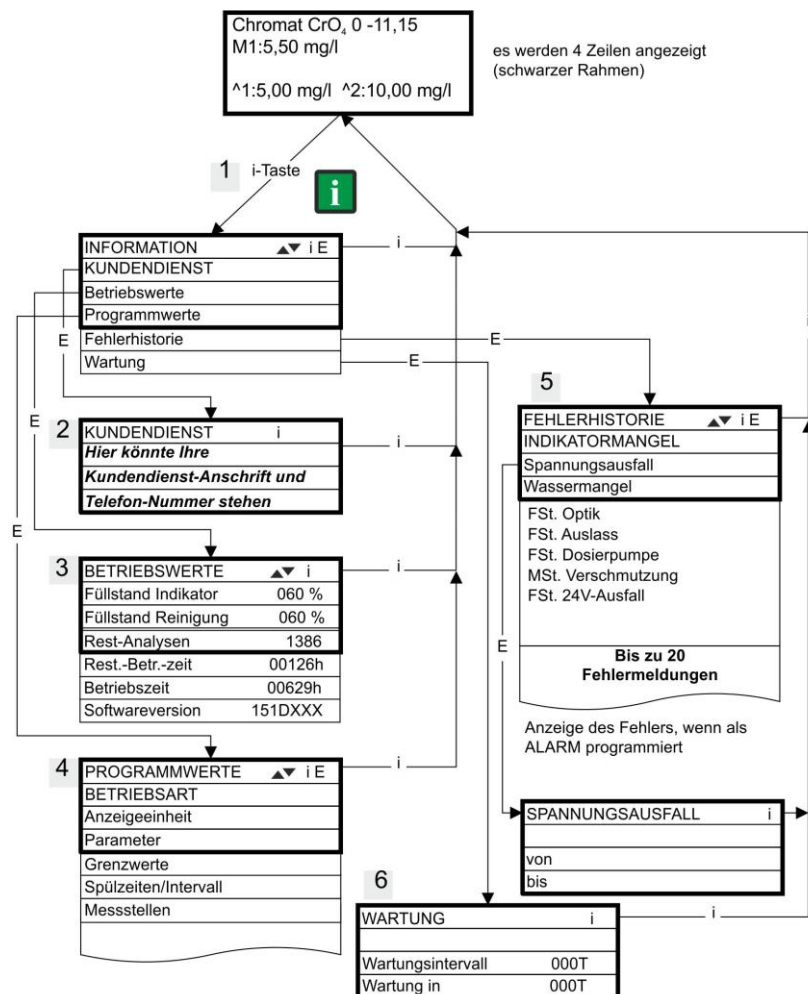 Chromat CrO₄ 0 -11,15
M1:5,50 mg/l
^1:5,00 mg/l ^2:10,00 mg/l
es werden 4 Zeilen angezeigt
(schwarzer Rahmen)
1 i-Taste
i
INFORMATION ▲▼ i E
KUNDENDIENST
Betriebswerte
Programmwerte
Fehlerhistorie
Wartung
i
i
E
E
E
E
E
2
KUNDENDIENST i
Hier könnte Ihre
Kundendienst-Anschrift und
Telefon-Nummer stehen
i
3
BETRIEBSWERTE ▲▼ i
Füllstand Indikator 060 %
Füllstand Reinigung 060 %
Rest-Analysen 1386
Rest.-Betr.-zeit 00126h
Betriebszeit 00629h
Softwareversion 151DXXX
i
4
PROGRAMMWERTE ▲▼ i E
BETRIEBSART
Anzeigeeinheit
Parameter
Grenzwerte
Spülzeiten/Intervall
Messstellen
i
5
FEHLERHISTORIE ▲▼ i E
INDIKATORMANGEL
Spannungsausfall
Wassermangel
FSt. Optik
FSt. Auslass
FSt. Dosierpumpe
MSt. Verschmutzung
FSt. 24V-Ausfall
E
Bis zu 20
Fehlermeldungen
Anzeige des Fehlers, wenn als
ALARM programmiert
SPANNUNGSAUSFALL i
von
bis
6
WARTUNG i
Wartungsintervall 000T
Wartung in 000T
i